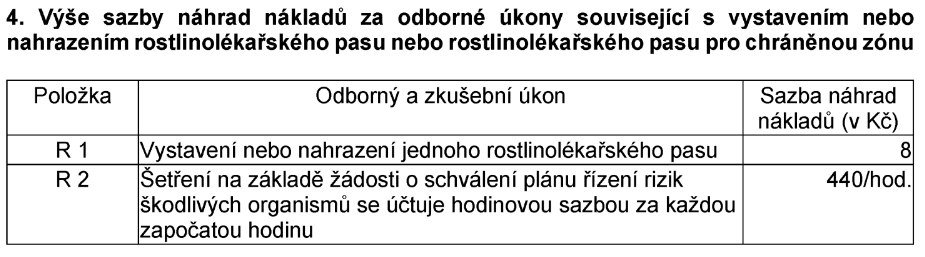 4. Výše sazby náhrad nákladů za odborné úkony související s vystavením nebo
nahrazením rostlinolékařského pasu nebo rostlinolékařského pasu pro chráněnou zónu
Položka Odborný a zkušební úkon Sazba náhrad
nákladů (v Kč)
R 1 Vystavení nebo nahrazení jednoho rostlinolékařského pasu 8
R 2 Šetření na základě žádosti o schválení plánu řízení rizik 440/hod.
škodlivých organismů se účtuje hodinovou sazbou za každou
započatou hodinu